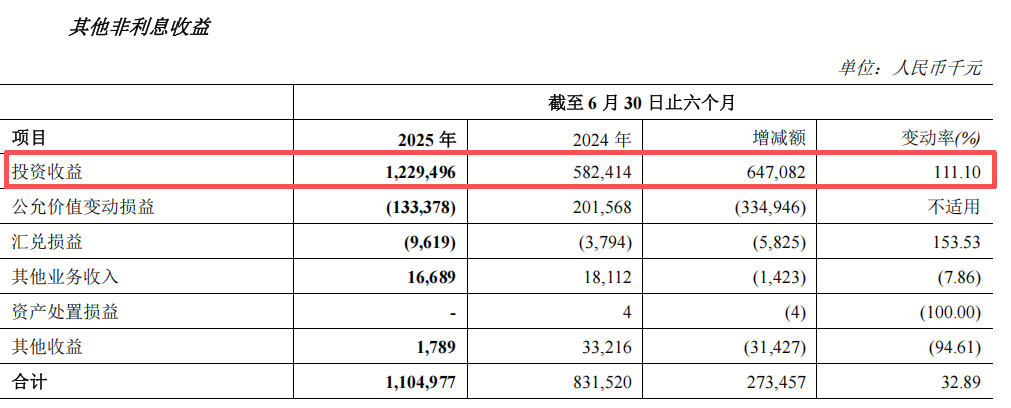 其他非利息收益
单位：人民币千元
截至 6 月 30 日止六个月
项目 2025 年 2024 年 增减额 变动率(%)
投资收益 1,229,496 582,414 647,082 111.10
公允价值变动损益 (133,378) 201,568 (334,946) 不适用
汇兑损益 (9,619) (3,794) (5,825) 153.53
其他业务收入 16,689 18,112 (1,423) (7.86)
资产处置损益 - 4 (4) (100.00)
其他收益 1,789 33,216 (31,427) (94.61)
合计 1,104,977 831,520 273,457 32.89